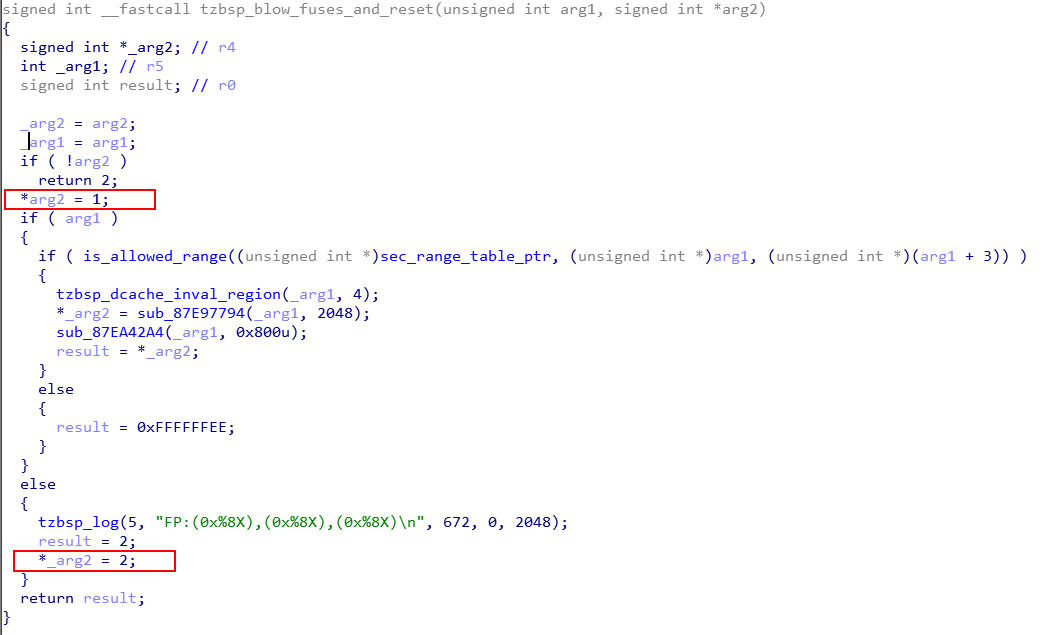 signed int __fastcall tzbsp_blow_fuses_and_reset(unsigned int arg1, signed int *arg2)
{
  signed int *_arg2; // r4
  int _arg1; // r5
  signed int result; // r0

  _arg2 = arg2;
  _arg1 = arg1;
  if ( !arg2 )
    return 2;
  *arg2 = 1;
  if ( arg1 )
  {
    if ( is_allowed_range((unsigned int *)sec_range_table_ptr, (unsigned int *)arg1, (unsigned int *)(arg1 + 3)) )
    {
      tzbsp_dcache_inval_region(_arg1, 4);
      *_arg2 = sub_87E97794(_arg1, 2048);
      sub_87EA42A4(_arg1, 0x800u);
      result = *_arg2;
    }
    else
    {
      result = 0xFFFFFFEE;
    }
  }
  else
  {
    tzbsp_log(5, "FP:(0x%8X),(0x%8X),(0x%8X)\n", 672, 0, 2048);
    result = 2;
    *_arg2 = 2;
  }
  return result;
}